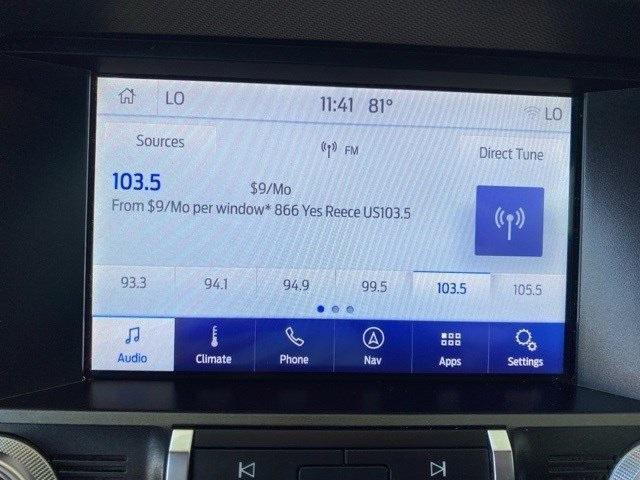 LO 11:41 81° LO
Sources FM Direct Tune
103.5 $9/Mo
From $9/Mo per window* 866 Yes Reece US103.5
93.3 94.1 94.9 99.5 103.5 105.5
Audio Climate Phone Nav Apps Settings